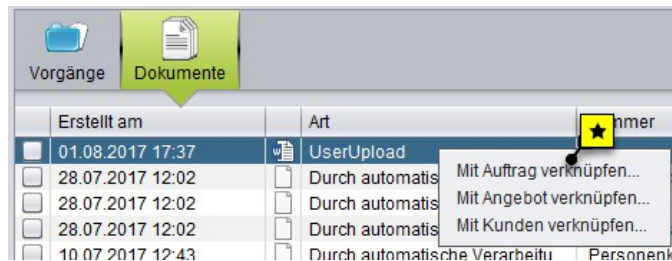 Vorgänge Dokumente
Erstellt am Art mmer
01.08.2017 17:37 UserUpload
Mit Auftrag verknüpfen...
28.07.2017 12:02 Durch automatis
Mit Angebot verknüpfen...
28.07.2017 12:02 Durch automatis
Mit Kunden verknüpfen...
28.07.2017 12:02 Durch automatis
10.07.2017 12:43 Durch automatische Verarbeitu Personenk